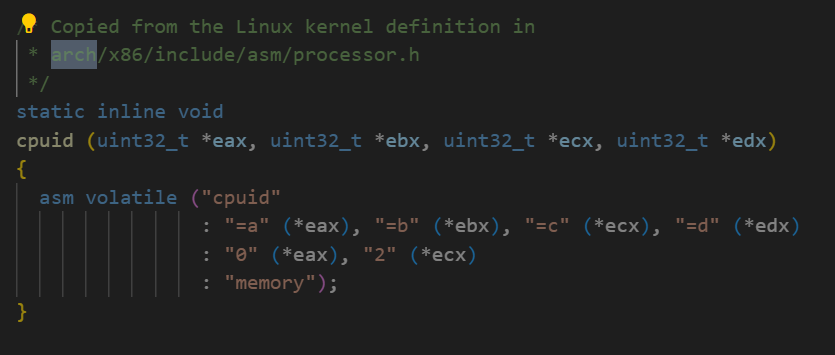 /* Copied from the Linux kernel definition in
 * arch/x86/include/asm/processor.h
 */
static inline void
cpuid (uint32_t *eax, uint32_t *ebx, uint32_t *ecx, uint32_t *edx)
{
  asm volatile ("cpuid"
                : "=a" (*eax), "=b" (*ebx), "=c" (*ecx), "=d" (*edx)
                : "0" (*eax), "2" (*ecx)
                : "memory");
}